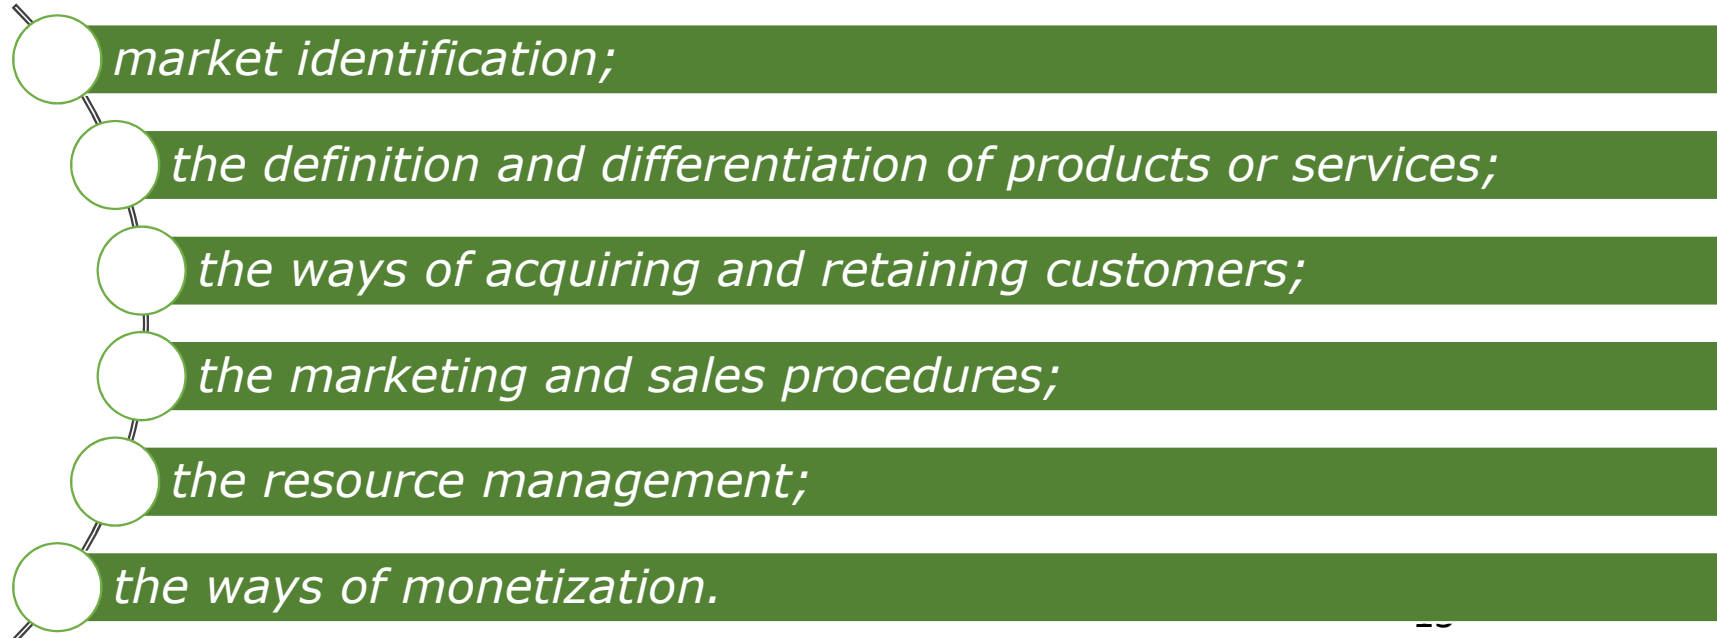 market identification;
the definition and differentiation of products or services;
the ways of acquiring and retaining customers;
the marketing and sales procedures;
the resource management;
the ways of monetization.